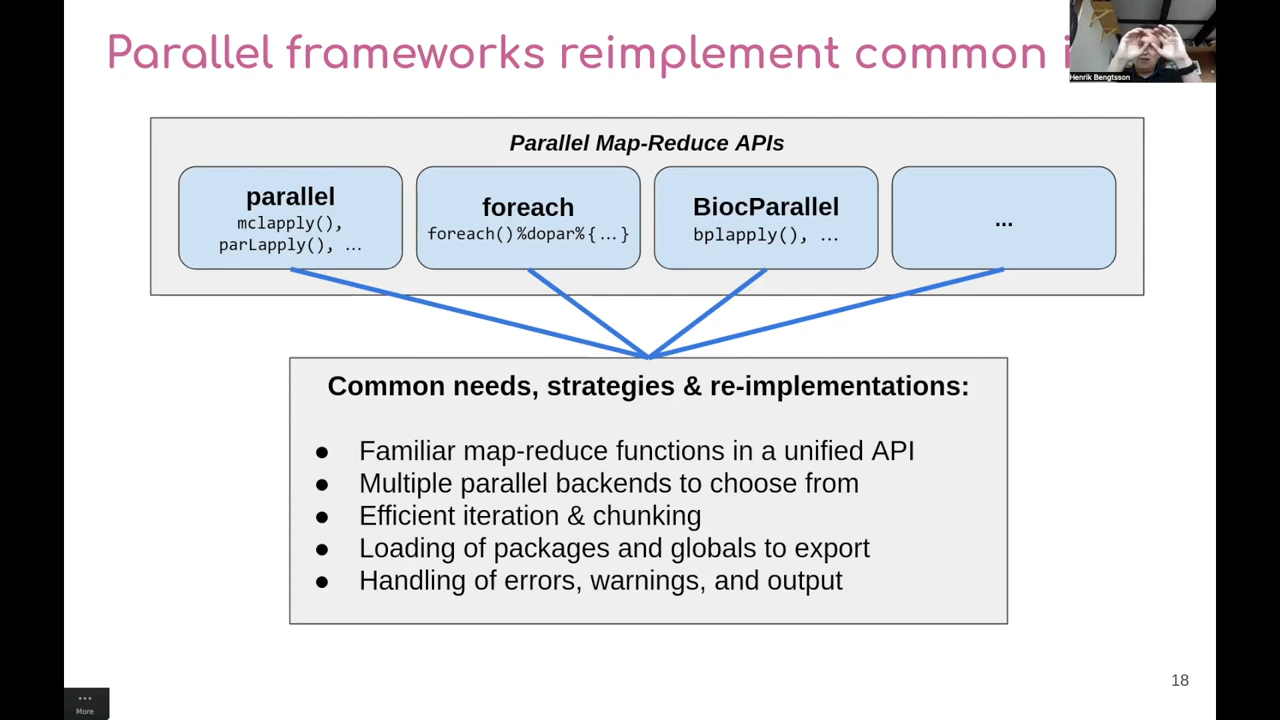 Parallel frameworks reimplement common
Henrik Bengtsson
Parallel Map-Reduce APIs
parallel
mclapply(),
parLapply(), …
foreach
foreach()%dopar%{…}
BiocParallel
bplapply(), …
...
Common needs, strategies & re-implementations:
● Familiar map-reduce functions in a unified API
● Multiple parallel backends to choose from
● Efficient iteration & chunking
● Loading of packages and globals to export
● Handling of errors, warnings, and output
18
More